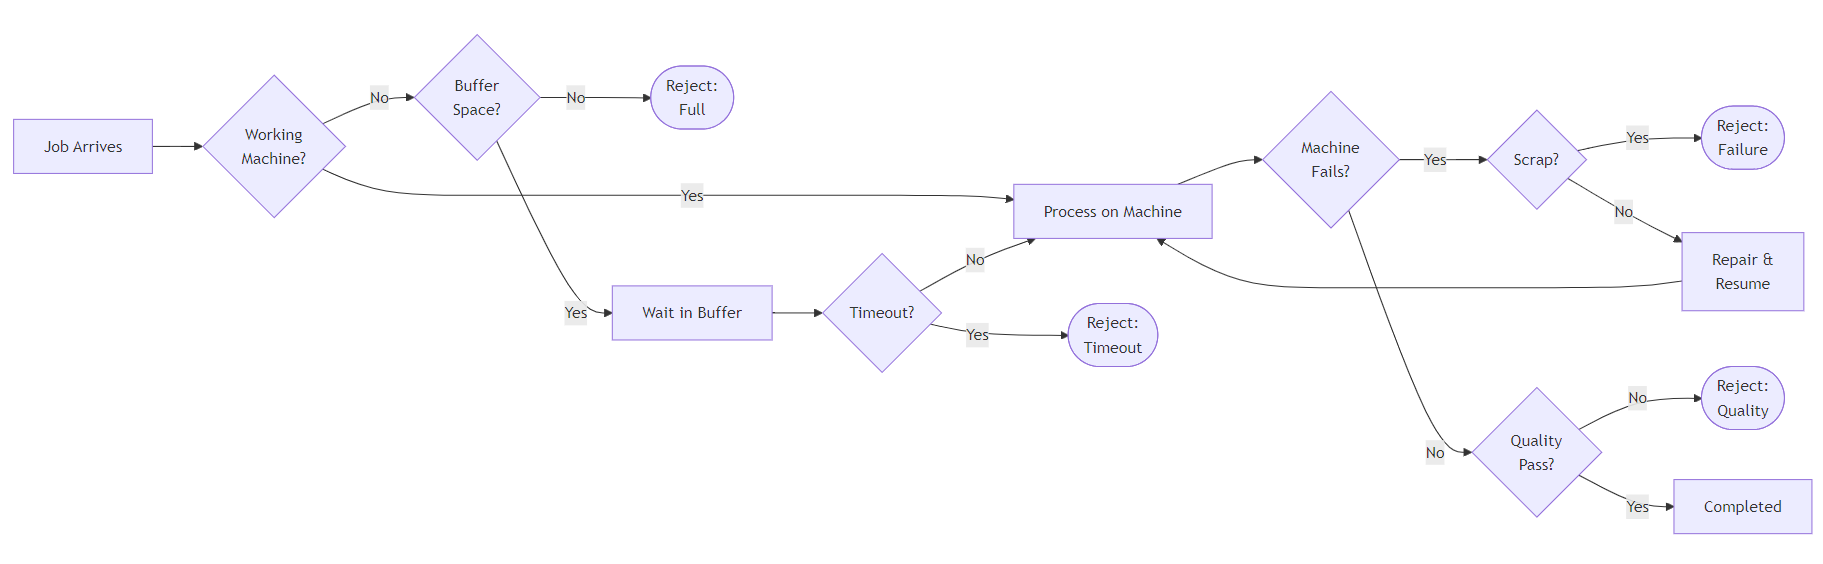 Job Arrives
Working
Machine?
No
Buffer
Space?
No
Reject:
Full
Yes
Yes
Wait in Buffer
Timeout?
No
Yes
Reject:
Timeout
Process on Machine
Machine
Fails?
Yes
Scrap?
Yes
Reject:
Failure
No
Repair &
Resume
No
Quality
Pass?
No
Reject:
Quality
Yes
Completed